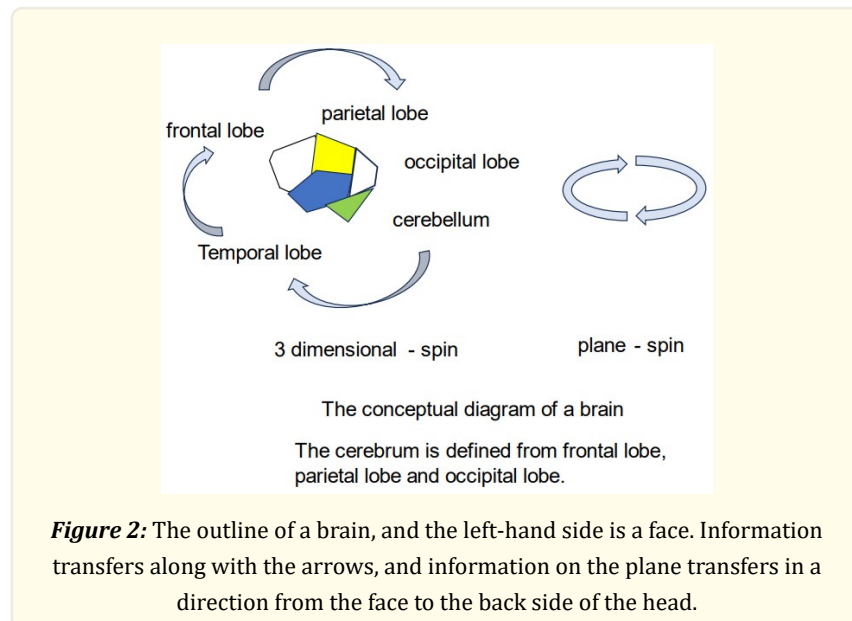 parietal lobe
frontal lobe
occipital lobe
cerebellum
Temporal lobe
3 dimensional - spin
plane - spin
The conceptual diagram of a brain
The cerebrum is defined from frontal lobe,
parietal lobe and occipital lobe.
Figure 2: The outline of a brain, and the left-hand side is a face. Information
transfers along with the arrows, and information on the plane transfers in a
direction from the face to the back side of the head.